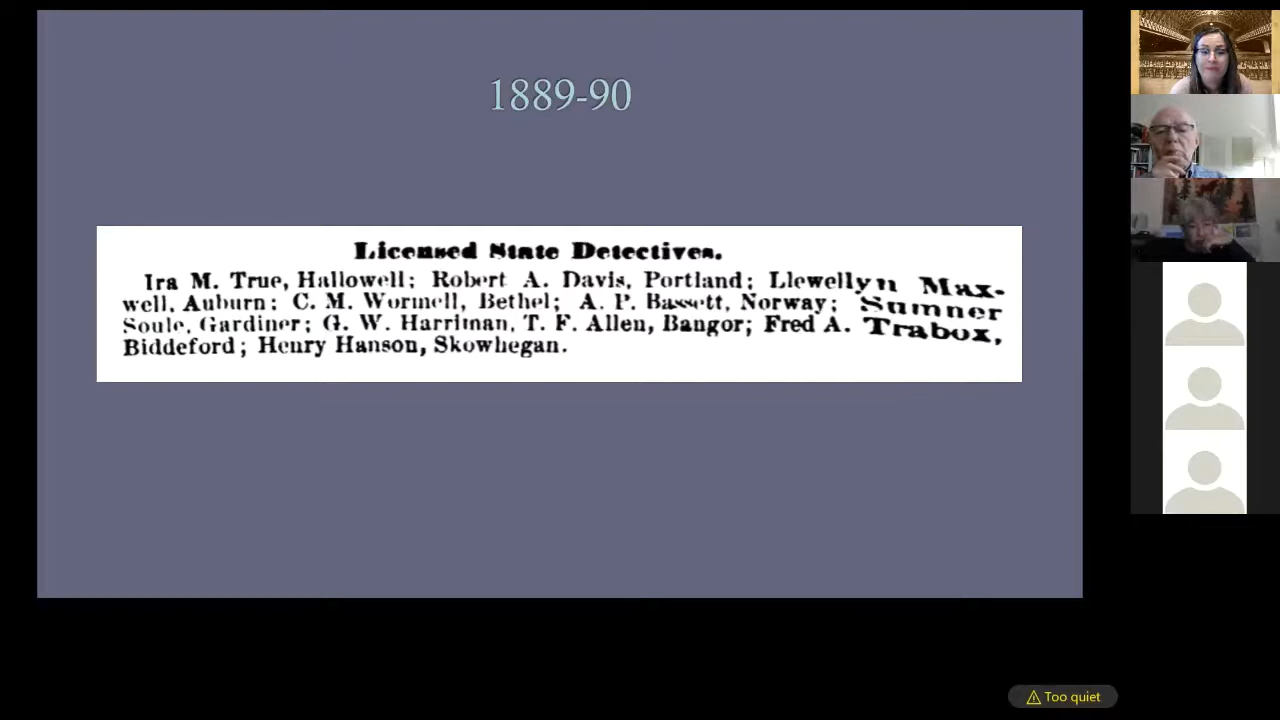 1889-90
Licensed State Detectives.
Ira M. True, Hallowell; Robert A. Davis, Portland; Llewellyn Max-
well, Auburn; C. M. Wormell, Bethel; A. P. Bassett, Norway; Sumner
Soule, Gardiner; G. W. Harriman, T. F. Allen, Bangor; Fred A. Trabox,
Biddeford; Henry Hanson, Skowhegan.
Too quiet